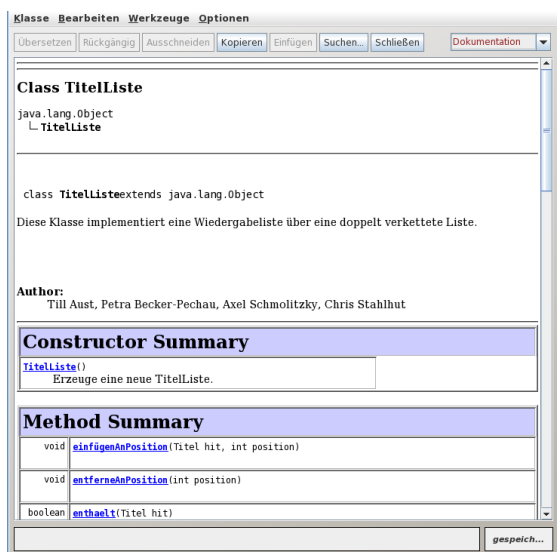 Klasse Bearbeiten Werkzeuge Optionen
Übersetzen Rückgängig Ausschneiden Kopieren Einfügen Suchen... Schließen Dokumentation
Class TitelListe
java.lang.Object
TitelListe
class TitelListeextends java.lang.Object
Diese Klasse implementiert eine Wiedergabeliste über eine doppelt verkettete Liste.
Author:
Till Aust, Petra Becker-Pechau, Axel Schmolitzky, Chris Stahlhut
Constructor Summary
TitelListe()
Erzeuge eine neue TitelListe.
Method Summary
void einfügenAnPosition(Titel hit, int position)
void entferneAnPosition(int position)
boolean enthaelt(Titel hit)
gespeich...